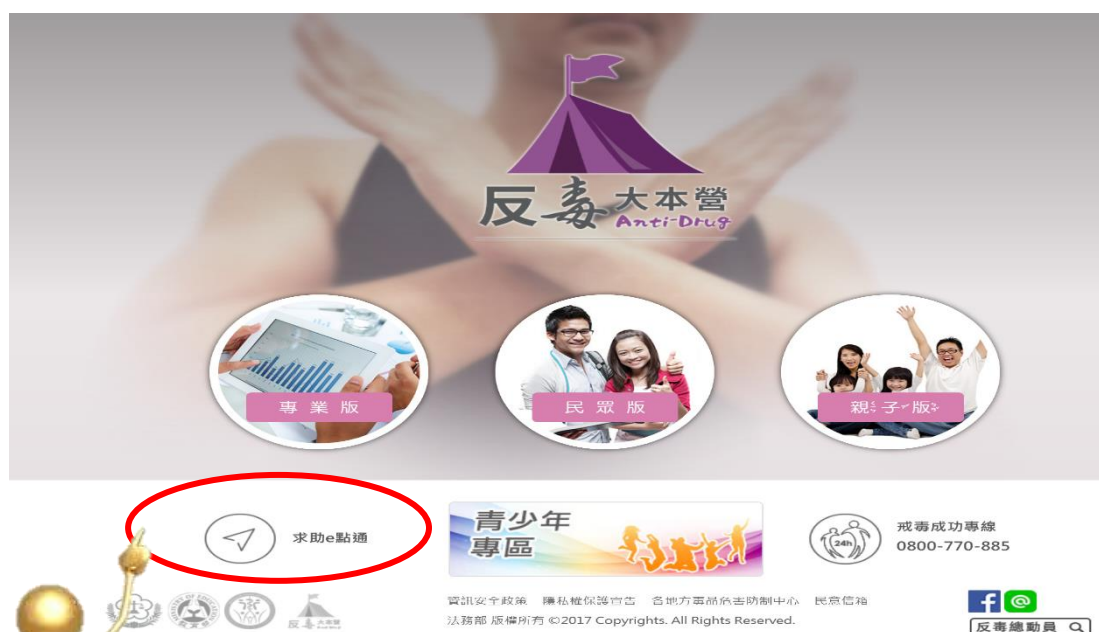 反毒大本營
Anti-Drug
專業版
民眾版
親子版
求助e點通
青少年
專區
24h
戒毒成功專線
0800-770-885
資訊安全政策 隱私權保護宣告 各地方毒品危害防制中心 民意信箱
法務部 版權所有 ©2017 Copyrights. All Rights Reserved.
反毒總動員